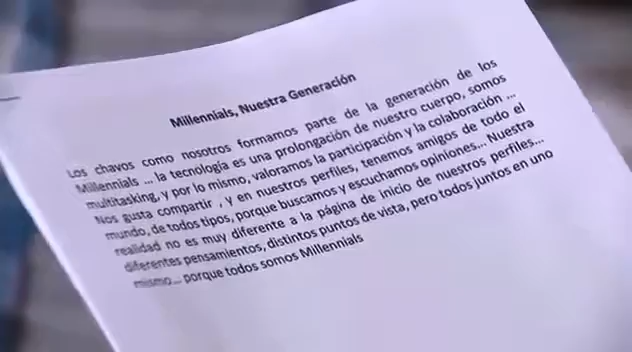 Millennials, Nuestra Generación
Los chavos como nosotros formamos parte de la generación de los
Millennials ... la tecnología es una prolongación de nuestro cuerpo, somos
multitasking, y por lo mismo, valoramos la participación y la colaboración ...
Nos gusta compartir , y en nuestros perfiles, tenemos amigos de todo el
mundo, de todos tipos, porque buscamos y escuchamos opiniones... Nuestra
realidad no es muy diferente a la página de inicio de nuestros perfiles...
diferentes pensamientos, distintos puntos de vista, pero todos juntos en uno
mismo... porque todos somos Millennials